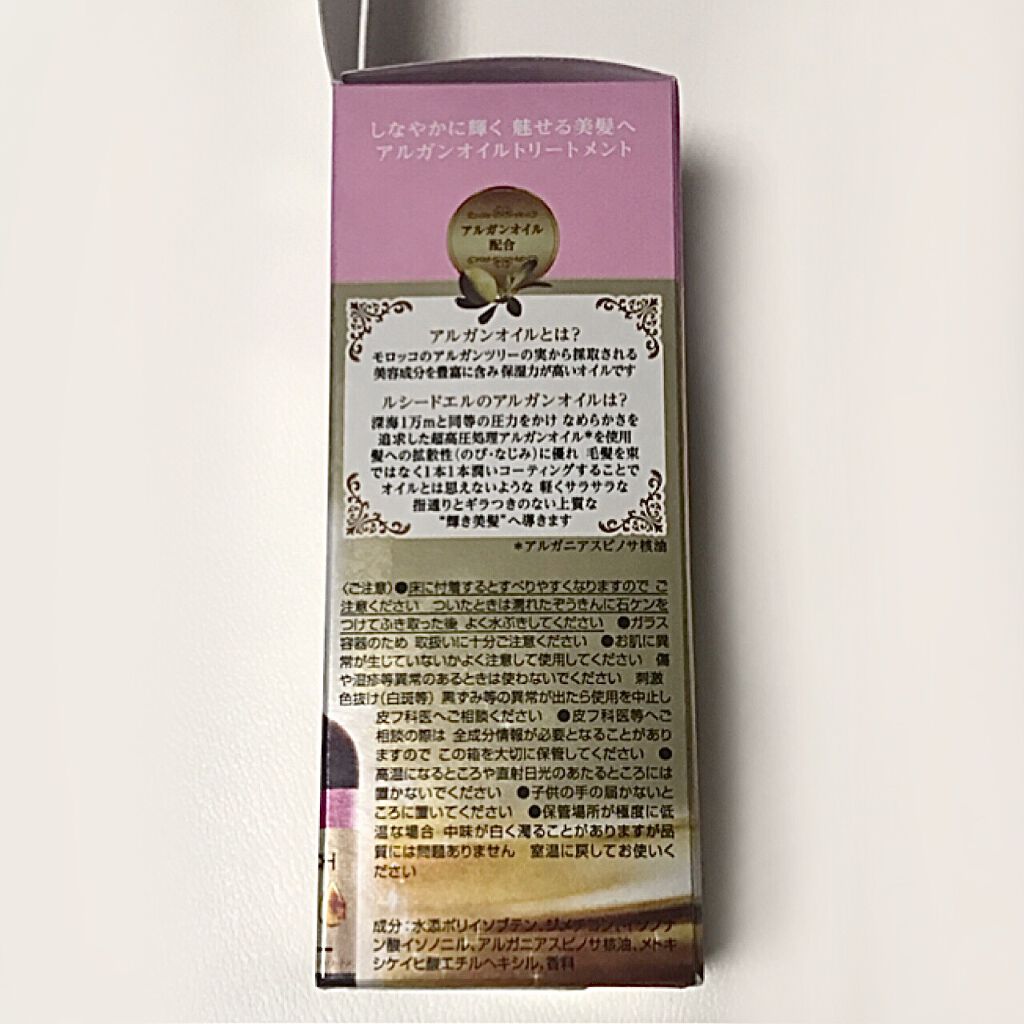 しなやかに輝く 魅せる美髪へ
アルガンオイルトリートメント
アルガンオイル
配合
アルガンオイルとは?
モロッコのアルガンツリーの実から採取される
美容成分を豊富に含み保湿力が高いオイルです
ルシードエルのアルガンオイルは?
深海1万mと同等の圧力をかけ なめらかさを
追求した超高圧処理アルガンオイル*を使用
髪への拡散性(のび・なじみ)に優れ 毛髪を束
ではなく1本1本潤いコーティングすることで
オイルとは思えないような 軽くサラサラな
指通りとギラつきのない上質な
"輝き美髪"へ導きます
*アルガニアスピノサ核油
〈ご注意〉●床に付着するとすべりやすくなりますので ご
注意ください ついたときは濡れたぞうきんに石ケンを
つけてふき取った後 よく水ぶきしてください ●ガラス
容器のため 取扱いに十分ご注意ください ●お肌に異
常が生じていないかよく注意して使用してください 傷
や湿疹等異常のあるときは使わないでください 刺激
色抜け(白斑等) 黒ずみ等の異常が出たら使用を中止し
皮フ科医へご相談ください ●皮フ科医等へご
相談の際は 全成分情報が必要となることがあり
ますので この箱を大切に保管してください ●
高温になるところや直射日光のあたるところには
置かないでください ●子供の手の届かないと
ころに置いてください ●保管場所が極度に低
温な場合 中味が白く濁ることがありますが品
質には問題ありません 室温に戻してお使いく
ださい
成分:水添ポリイソブテン、ジメチコン、イソノナ
ン酸イソノニル、アルガニアスピノサ核油、メトキ
シケイヒ酸エチルヘキシル、香料